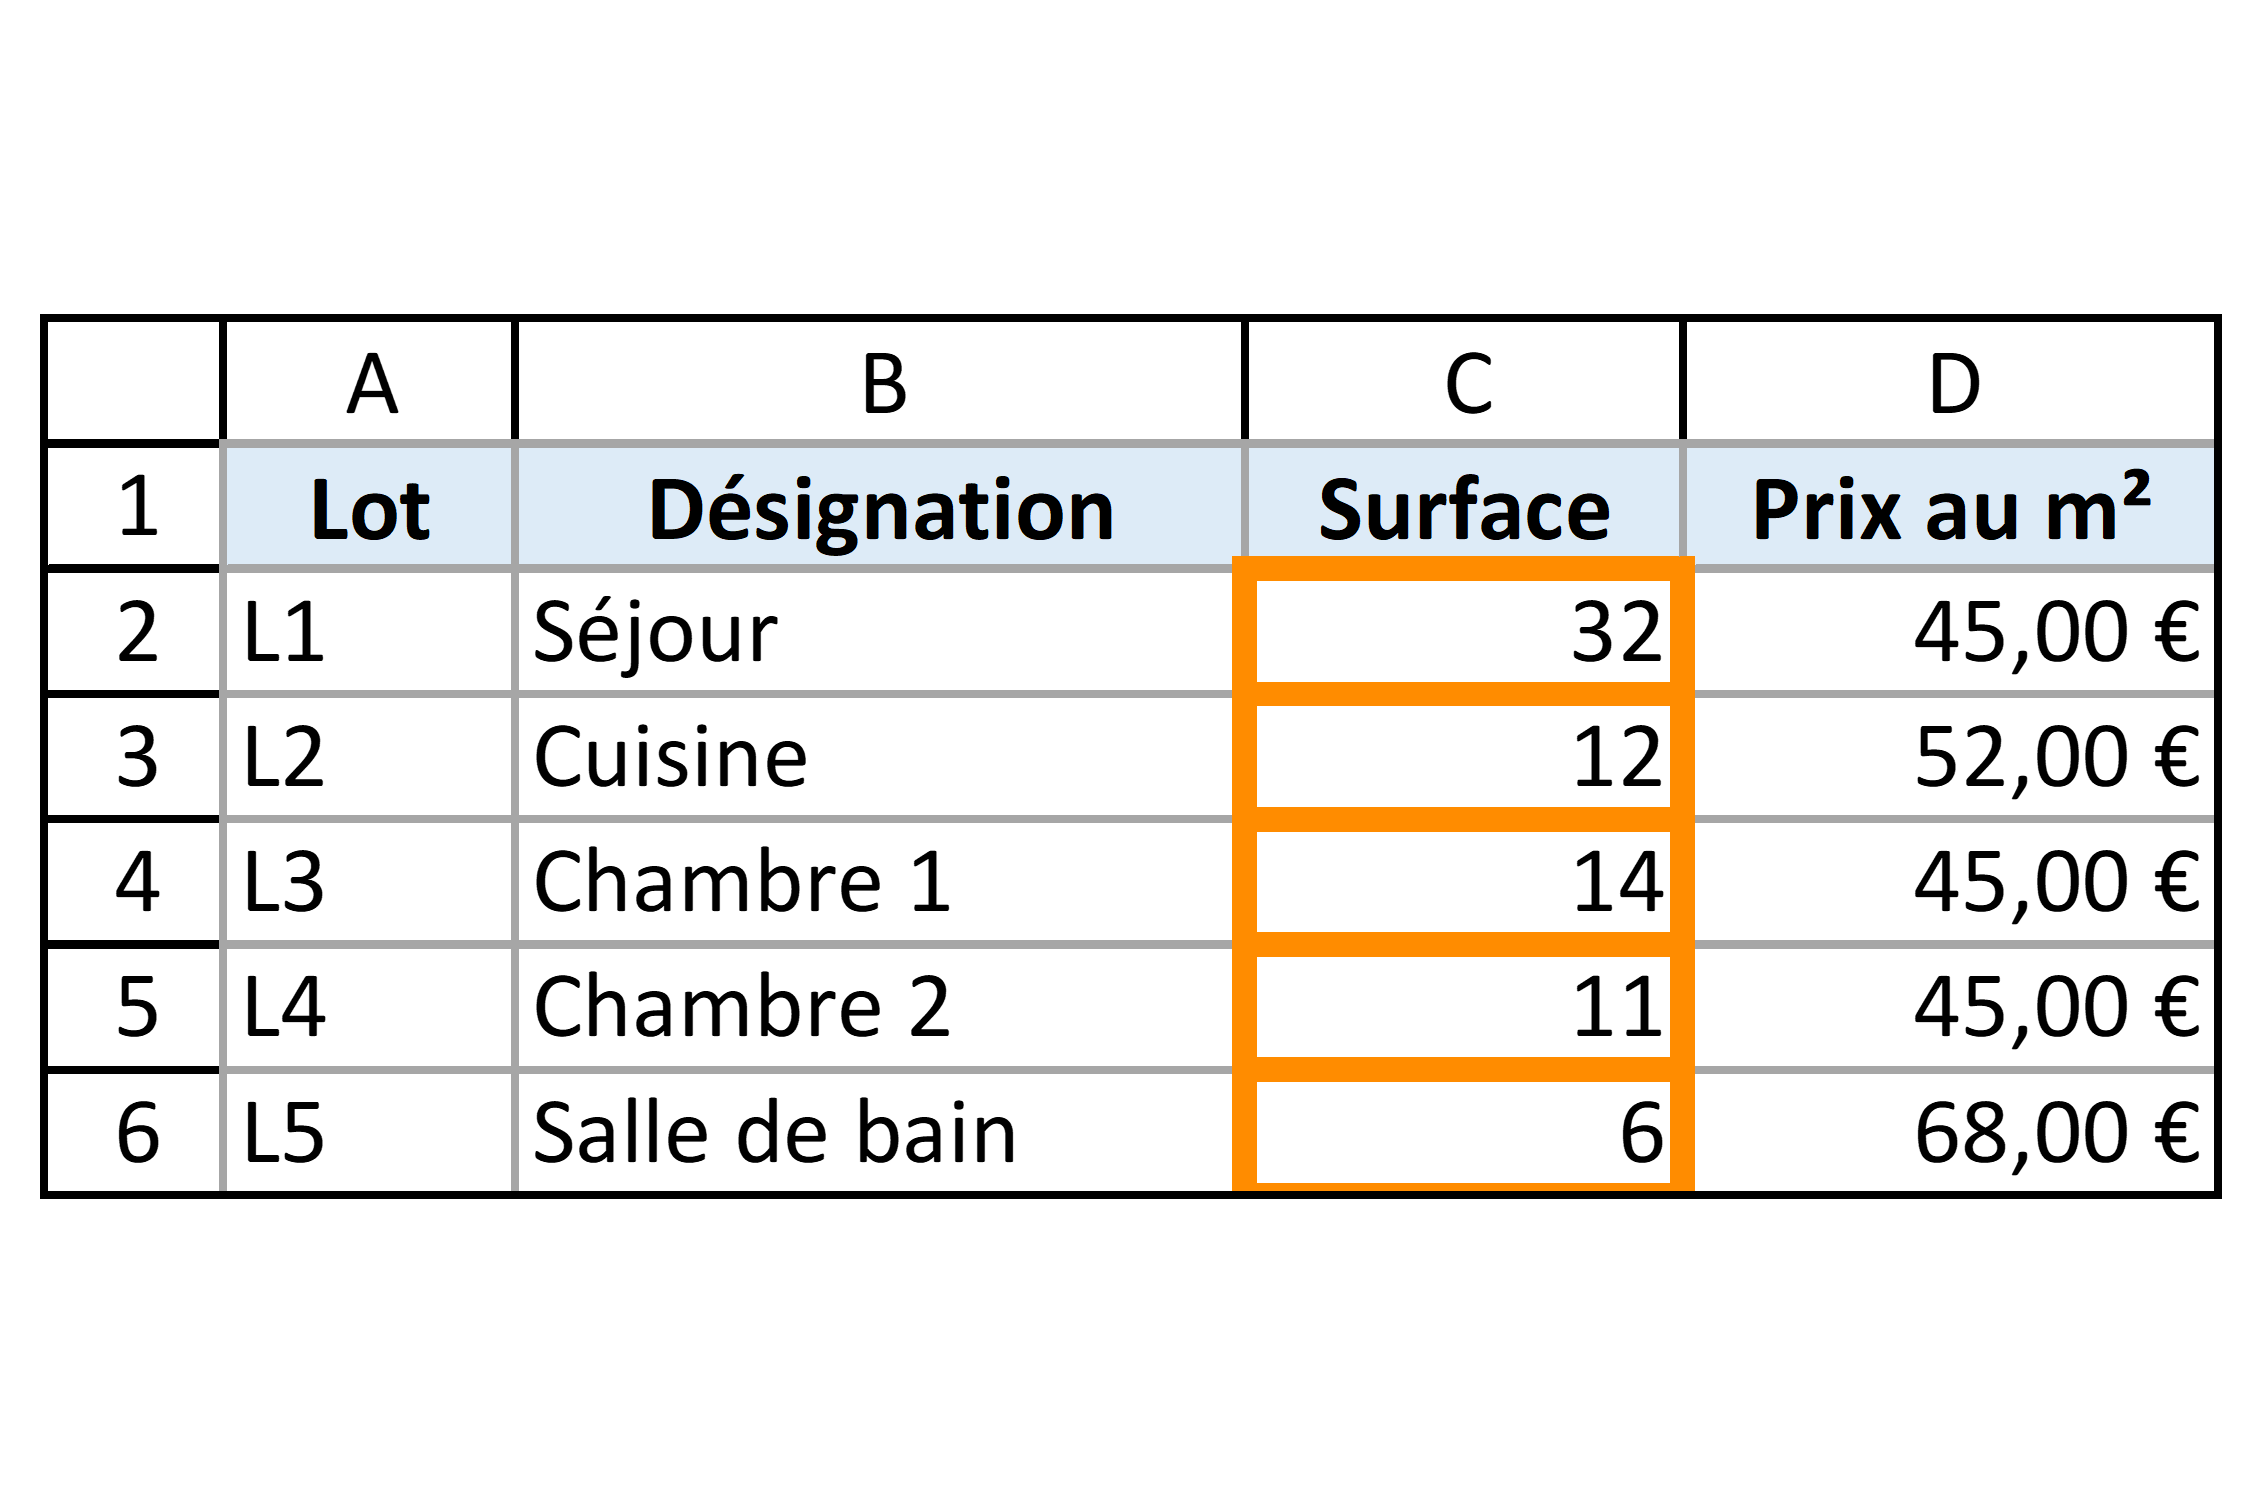 A B C D
1 Lot Désignation Surface Prix au m²
2 L1 Séjour 32 45,00 €
3 L2 Cuisine 12 52,00 €
4 L3 Chambre 1 14 45,00 €
5 L4 Chambre 2 11 45,00 €
6 L5 Salle de bain 6 68,00 €